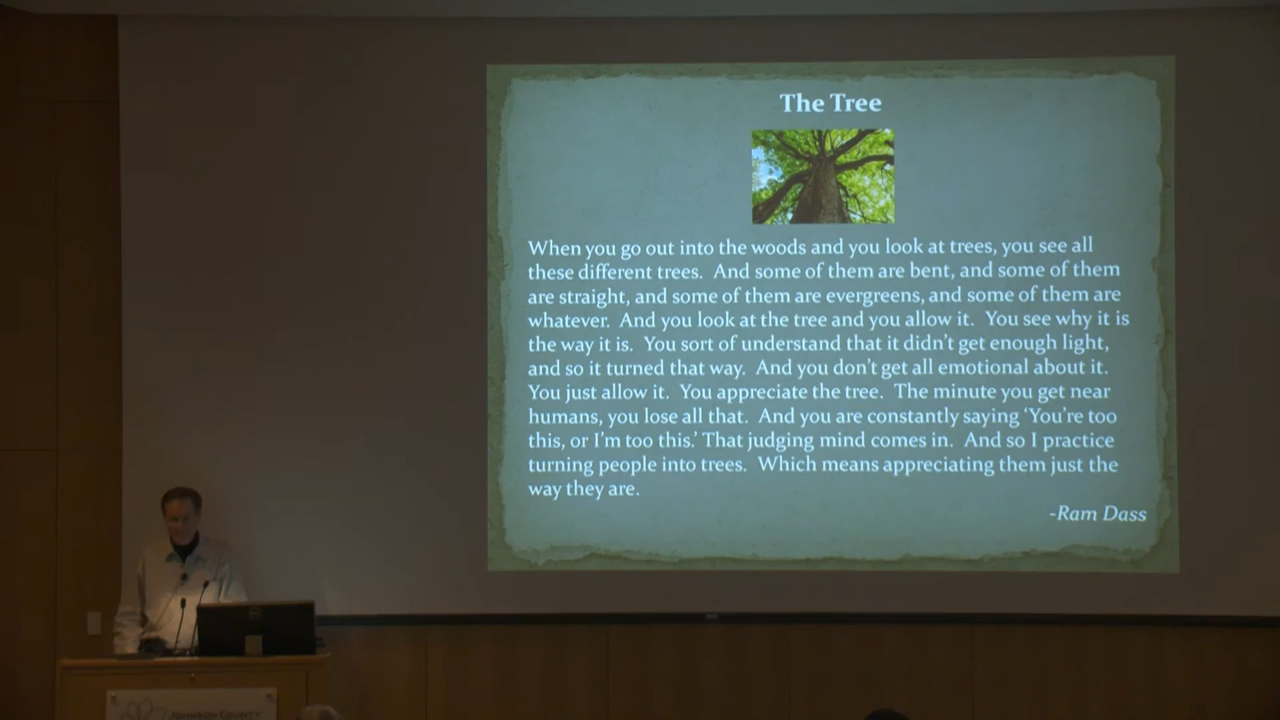 The Tree
When you go out into the woods and you look at trees, you see all
these different trees.  And some of them are bent, and some of them
are straight, and some of them are evergreens, and some of them are
whatever.  And you look at the tree and you allow it.  You see why it is
the way it is.  You sort of understand that it didn’t get enough light,
and so it turned that way.  And you don’t get all emotional about it.
You just allow it.  You appreciate the tree.  The minute you get near
humans, you lose all that.  And you are constantly saying ‘You’re too
this, or I’m too this.’ That judging mind comes in.  And so I practice
turning people into trees.  Which means appreciating them just the
way they are.
-Ram Dass
JOHNSON COUNTY